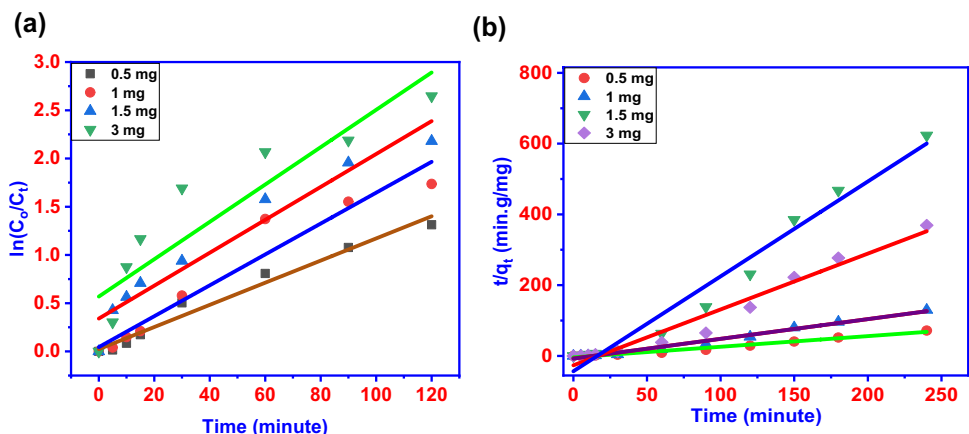 (a)
3.0
2.5
2.0
1.5
1.0
0.5
0.0
0 20 40 60 80 100 120
ln(Cₒ/Cₜ)
Time (minute)
0.5 mg
1 mg
1.5 mg
3 mg
(b)
800
600
400
200
0
0 50 100 150 200 250
t/qₜ (min.g/mg)
Time (minute)
0.5 mg
1 mg
1.5 mg
3 mg